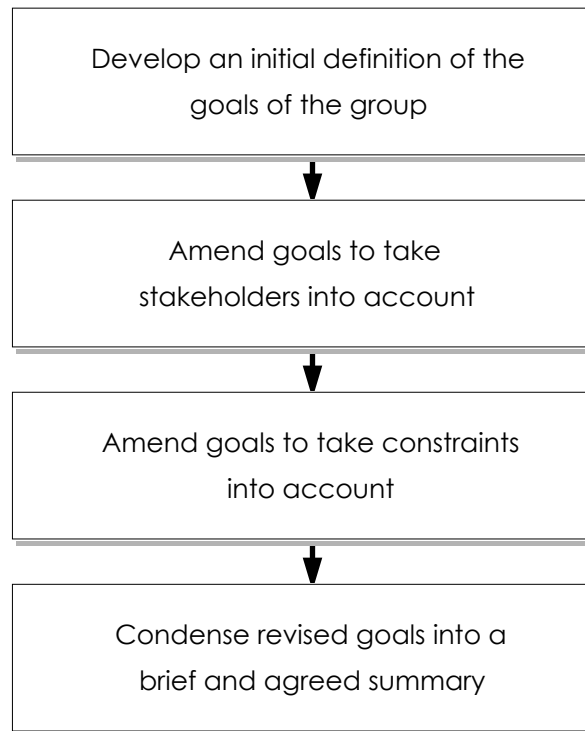 Develop an initial definition of the
goals of the group
Amend goals to take
stakeholders into account
Amend goals to take constraints
into account
Condense revised goals into a
brief and agreed summary